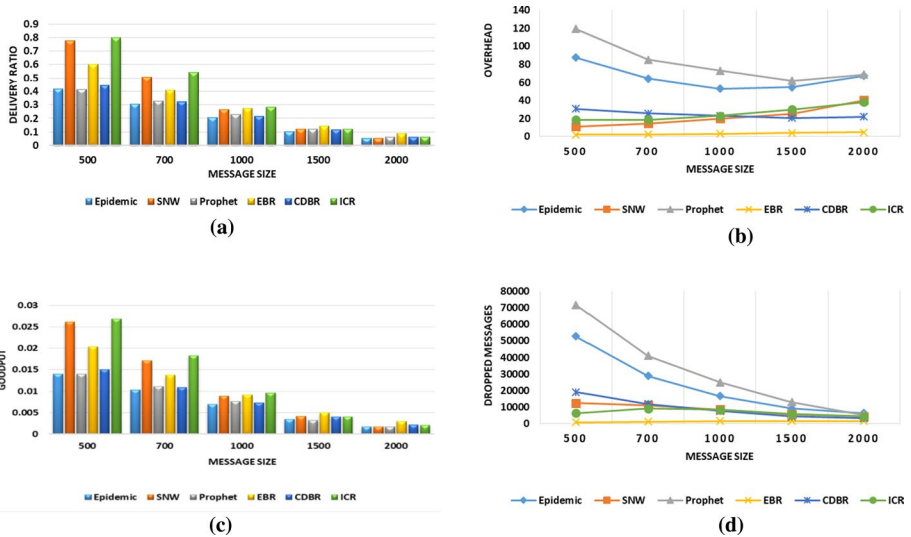 0.9
0.8
0.7
0.6
0.5
0.4
0.3
0.2
0.1
0
DELIVERY RATIO
500 700 1000 1500 2000
MESSAGE SIZE
Epidemic SNW Prophet EBR CDBR ICR
(a)
140
120
100
80
60
40
20
0
OVERHEAD
500 700 1000 1500 2000
MESSAGE SIZE
Epidemic SNW Prophet EBR CDBR ICR
(b)
0.03
0.025
0.02
0.015
0.01
0.005
0
GOODPUT
500 700 1000 1500 2000
MESSAGE SIZE
Epidemic SNW Prophet EBR CDBR ICR
(c)
80000
70000
60000
50000
40000
30000
20000
10000
0
DROPPED MESSAGES
500 700 1000 1500 2000
MESSAGE SIZE
Epidemic SNW Prophet EBR CDBR ICR
(d)